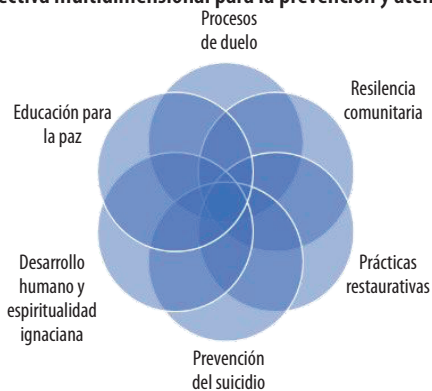 ectiva multidimensional para la prevención y aten
Procesos
de duelo
Resilencia
comunitaria
Educación para
la paz
Prácticas
restaurativas
Desarrollo
humano y
espiritualidad
ignaciana
Prevención
del suicidio